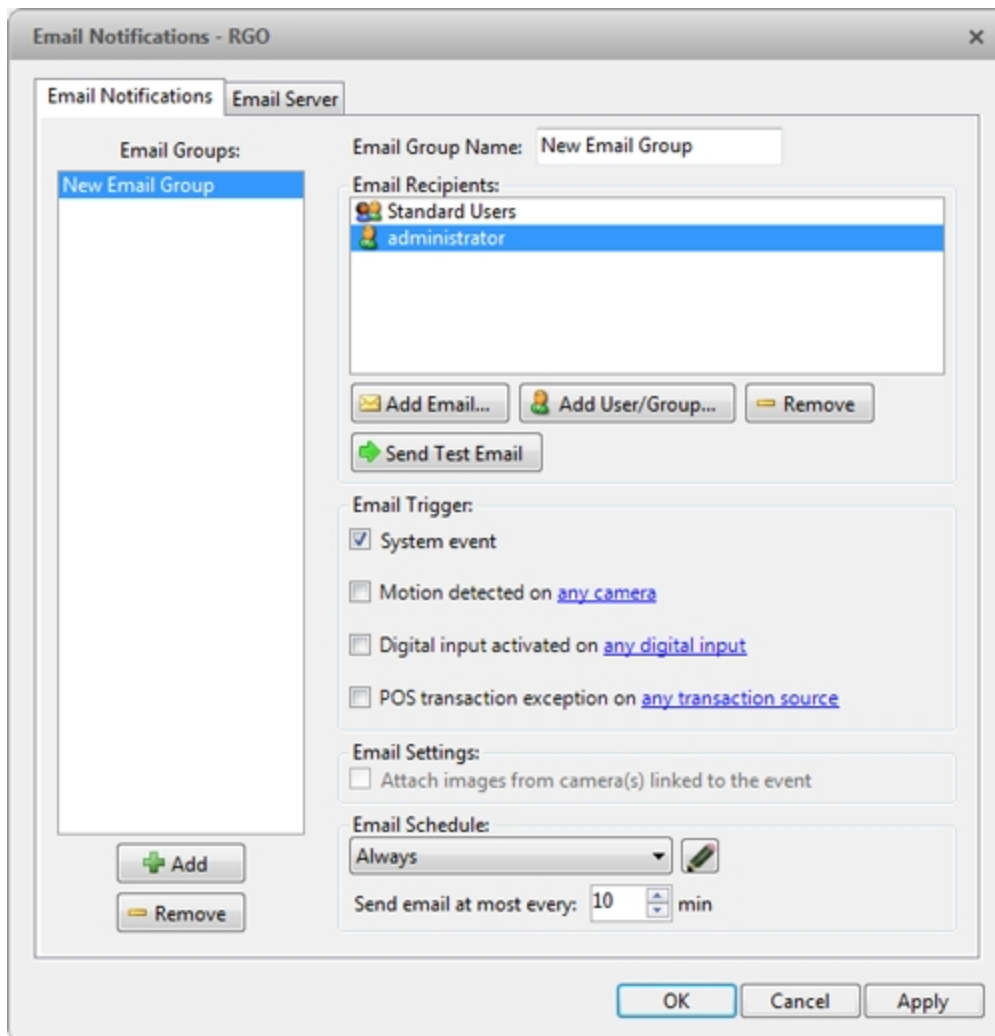 Email Notifications - RGO
Email Notifications
Email Server
Email Groups:
New Email Group
Add
Remove
Email Group Name: New Email Group
Email Recipients:
Standard Users
administrator
Add Email... Add User/Group... Remove
Send Test Email
Email Trigger:
System event
Motion detected on any camera
Digital input activated on any digital input
POS transaction exception on any transaction source
Email Settings:
Attach images from camera(s) linked to the event
Email Schedule:
Always
Send email at most every: 10 min
OK Cancel Apply